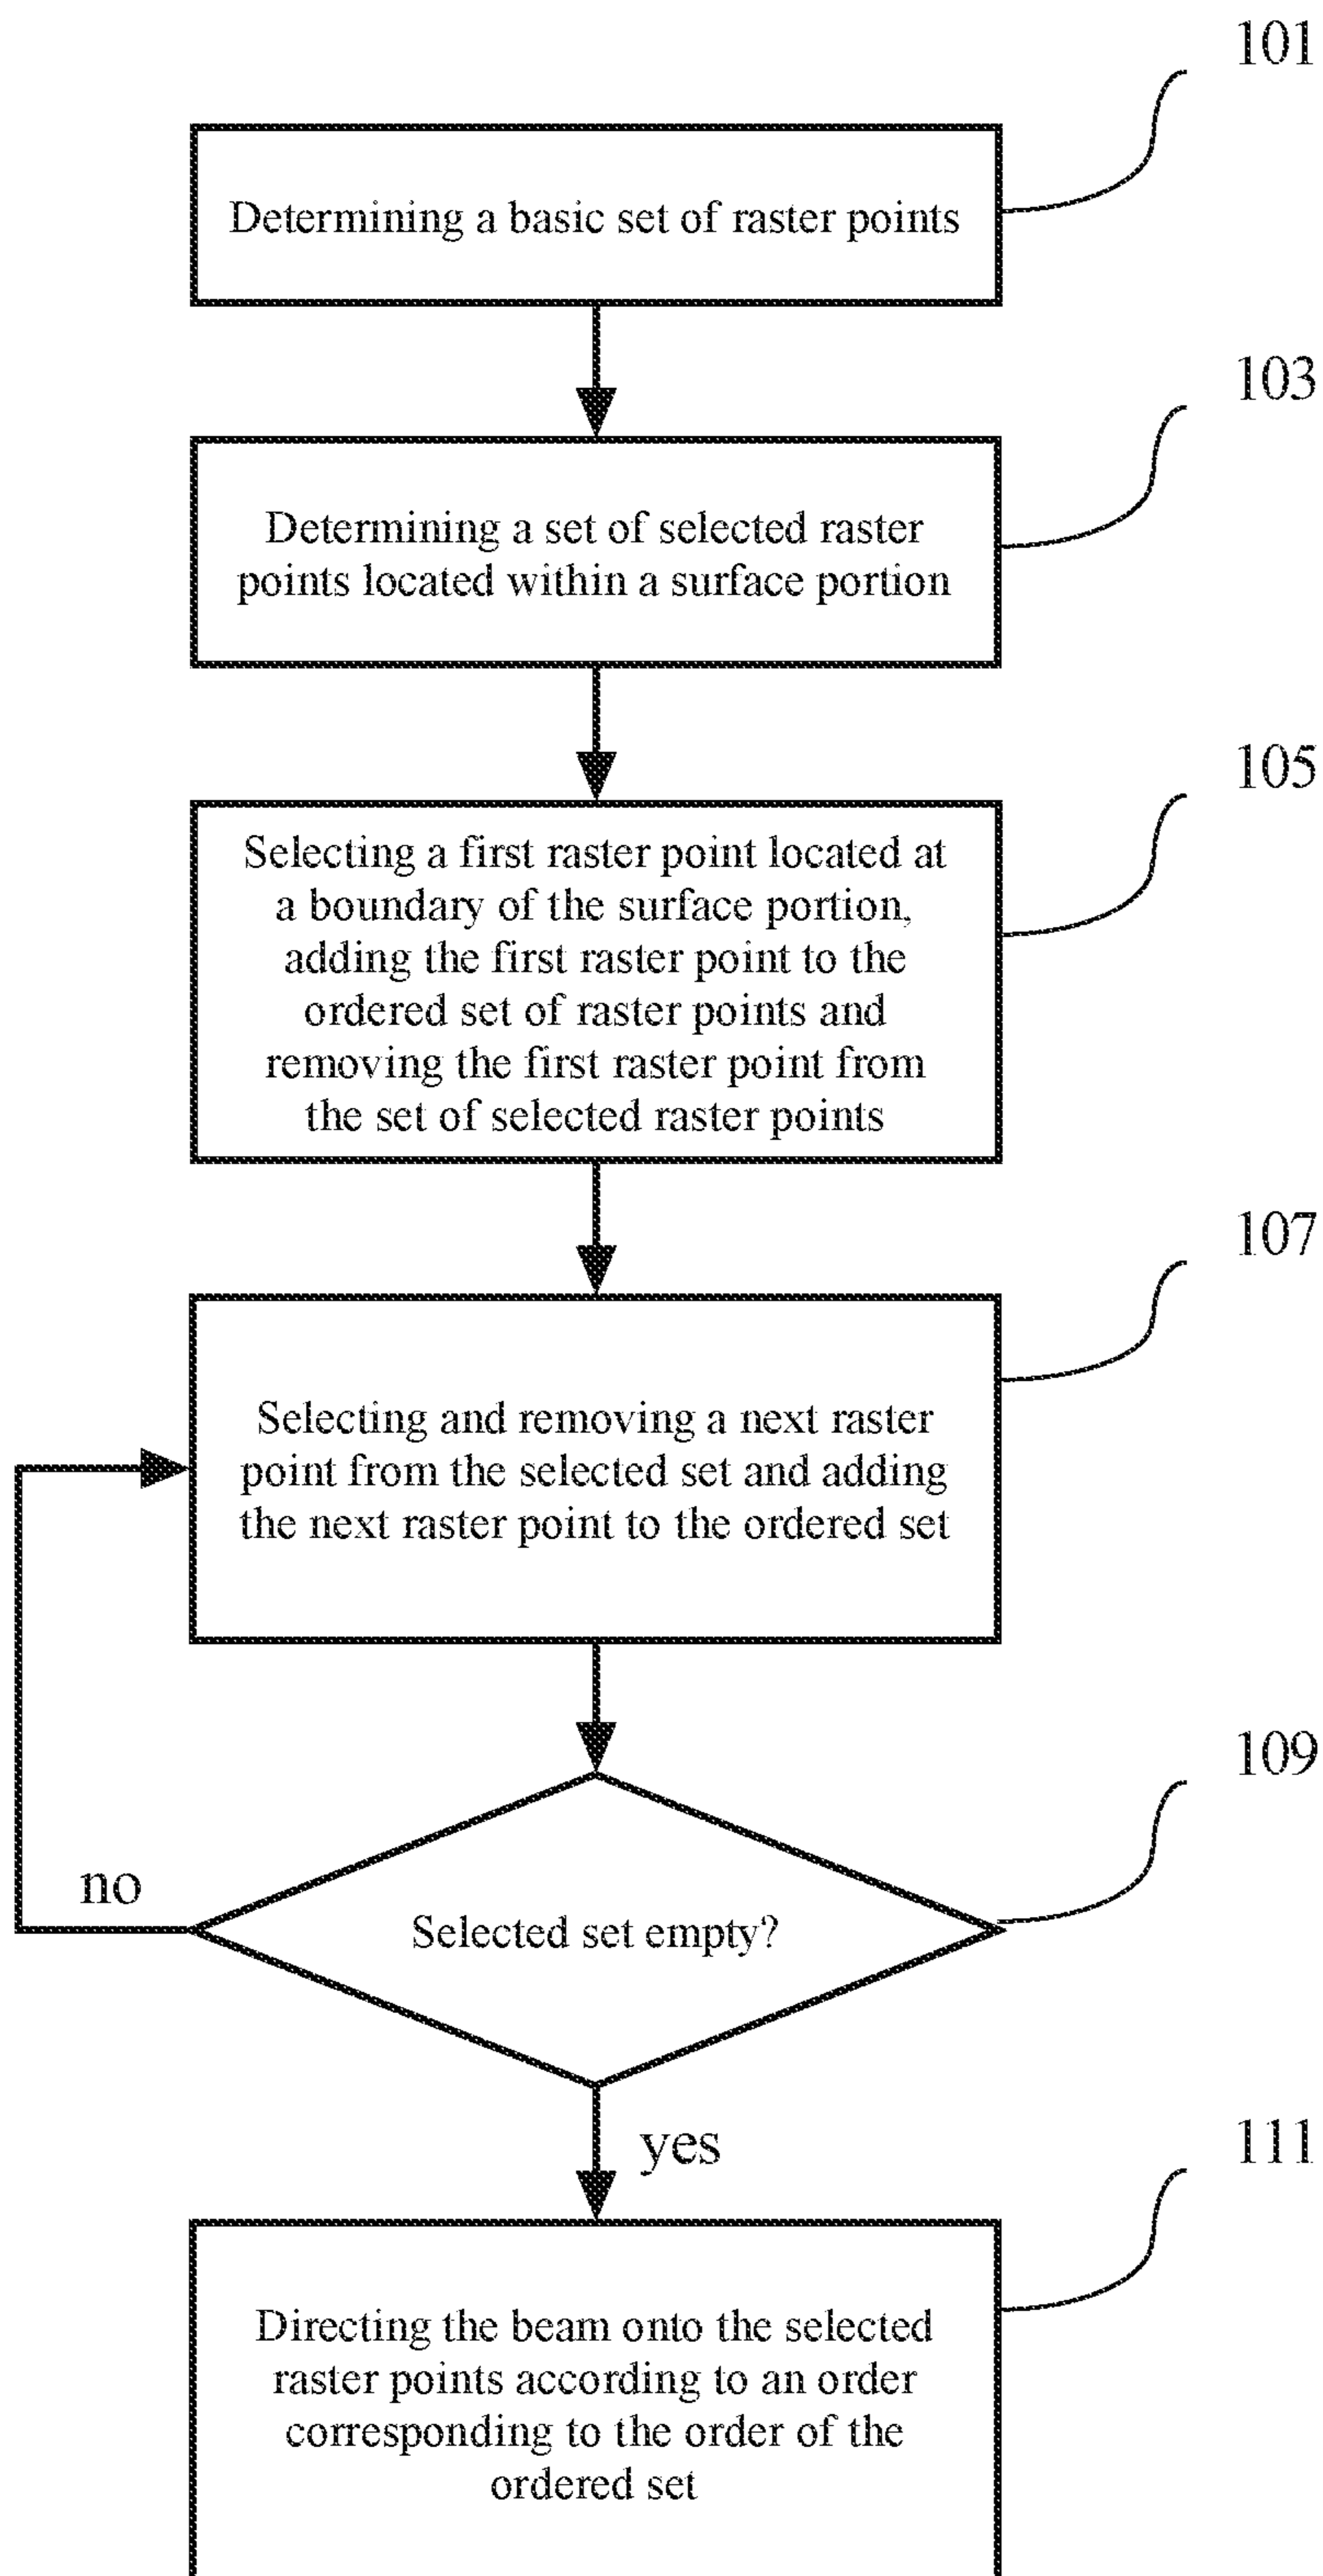 101
Determining a basic set of raster points
103
Determining a set of selected raster
points located within a surface portion
105
Selecting a first raster point located at
a boundary of the surface portion,
adding the first raster point to the
ordered set of raster points and
removing the first raster point from
the set of selected raster points
107
Selecting and removing a next raster
point from the selected set and adding
the next raster point to the ordered set
109
no
Selected set empty?
yes
111
Directing the beam onto the selected
raster points according to an order
corresponding to the order of the
ordered set